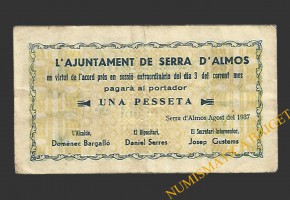 L'AJUNTAMENT DE SERRA D'ALMOS
en virtut de l'acord prés en sessió extraordinària del dia 3 del corrent mes
pagarà al portador
UNA PESSETA
Serra d'Almos Agost del 1937
L'Alcalde, El Dipositari, El Secretari-Interventor,
Domènec Bargalló Daniel Serres Josep Gustems